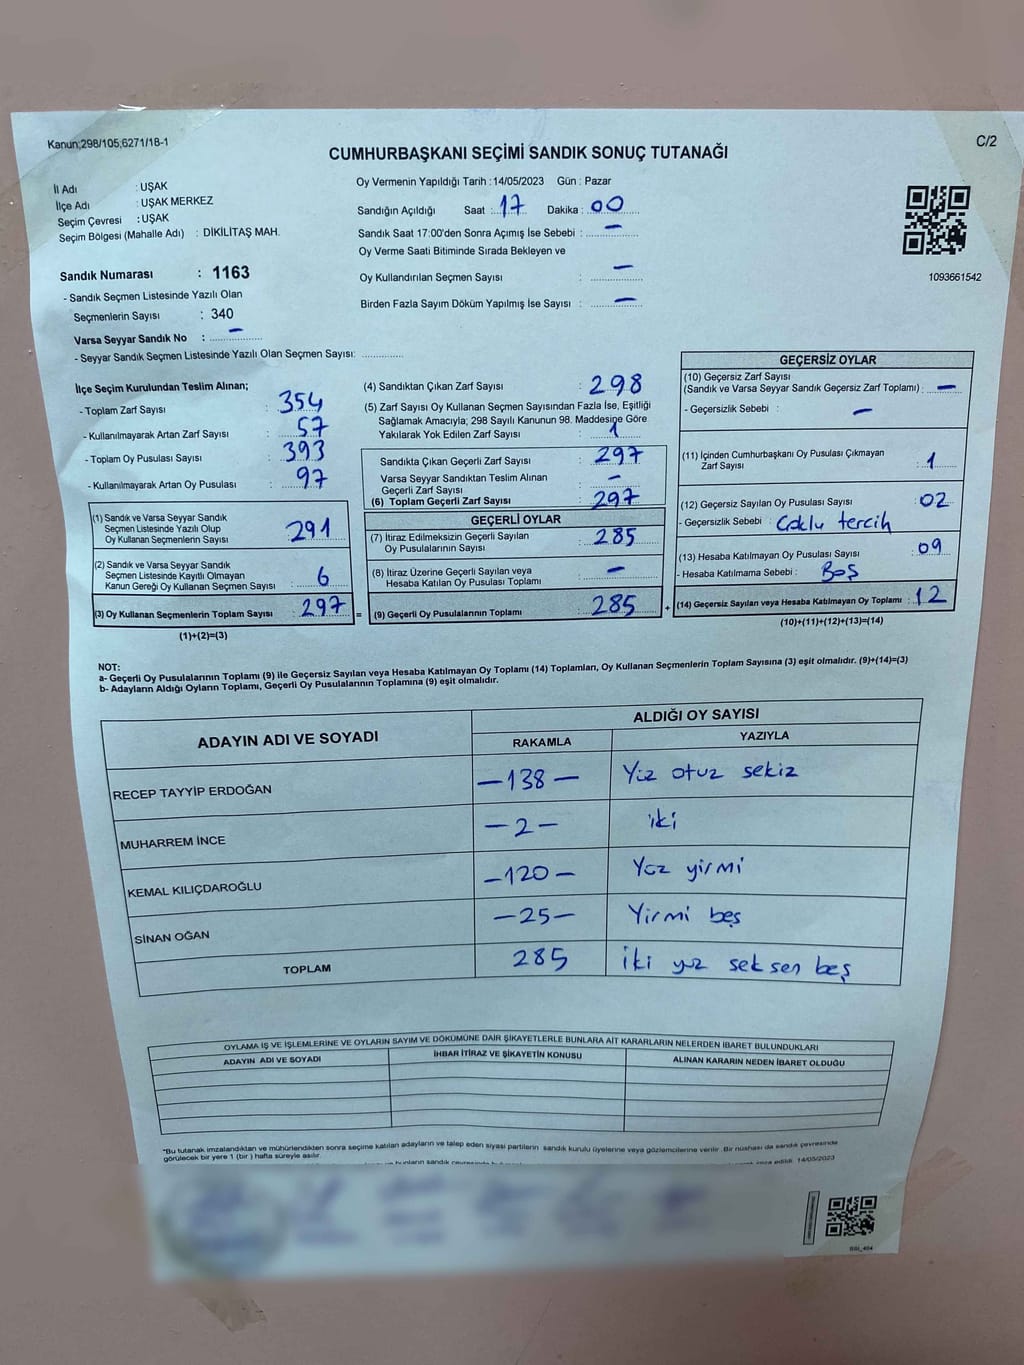 Kanun;298/105;6271/18-1
C/2
CUMHURBAŞKANI SEÇİMİ SANDIK SONUÇ TUTANAĞI
İl Adı : UŞAK
İlçe Adı : UŞAK MERKEZ
Seçim Çevresi : UŞAK
Seçim Bölgesi (Mahalle Adı) : DİKİLİTAŞ MAH.
Sandık Numarası : 1163
- Sandık Seçmen Listesinde Yazılı Olan
Seçmenlerin Sayısı : 340
Varsa Seyyar Sandık No : –
- Seyyar Sandık Seçmen Listesinde Yazılı Olan Seçmen Sayısı: ..............
Oy Vermenin Yapıldığı Tarih : 14/05/2023 Gün : Pazar
Sandığın Açıldığı Saat : 17 Dakika : 00
Sandık Saat 17:00'den Sonra Açımış İse Sebebi : –
Oy Verme Saati Bitiminde Sırada Bekleyen ve
Oy Kullandırılan Seçmen Sayısı : –
Birden Fazla Sayım Döküm Yapılmış İse Sayısı : –
1093661542
İlçe Seçim Kurulundan Teslim Alınan;
- Toplam Zarf Sayısı : 354
- Kullanılmayarak Artan Zarf Sayısı : 57
- Toplam Oy Pusulası Sayısı : 393
- Kullanılmayarak Artan Oy Pusulası : 97
(1) Sandık ve Varsa Seyyar Sandık
Seçmen Listesinde Yazılı Olup
Oy Kullanan Seçmenlerin Sayısı : 291
(2) Sandık ve Varsa Seyyar Sandık
Seçmen Listesinde Kayıtlı Olmayan
Kanun Gereği Oy Kullanan Seçmen Sayısı : 6
(3) Oy Kullanan Seçmenlerin Toplam Sayısı : 297 =
(1)+(2)=(3)
(4) Sandıktan Çıkan Zarf Sayısı : 298
(5) Zarf Sayısı Oy Kullanan Seçmen Sayısından Fazla İse, Eşitliği
Sağlamak Amacıyla; 298 Sayılı Kanunun 98. Maddesine Göre
Yakılarak Yok Edilen Zarf Sayısı : 1
Sandıkta Çıkan Geçerli Zarf Sayısı : 297
Varsa Seyyar Sandıktan Teslim Alınan
Geçerli Zarf Sayısı : –
(6) Toplam Geçerli Zarf Sayısı : 297
GEÇERLİ OYLAR
(7) İtiraz Edilmeksizin Geçerli Sayılan
Oy Pusulalarının Sayısı : 285
(8) İtiraz Üzerine Geçerli Sayılan veya
Hesaba Katılan Oy Pusulası Toplamı : –
(9) Geçerli Oy Pusulalarının Toplamı : 285 +
GEÇERSİZ OYLAR
(10) Geçersiz Zarf Sayısı
(Sandık ve Varsa Seyyar Sandık Geçersiz Zarf Toplamı) : –
- Geçersizlik Sebebi : –
(11) İçinden Cumhurbaşkanı Oy Pusulası Çıkmayan
Zarf Sayısı : 1
(12) Geçersiz Sayılan Oy Pusulası Sayısı : 02
- Geçersizlik Sebebi : Çoklu tercih
(13) Hesaba Katılmayan Oy Pusulası Sayısı : 09
- Hesaba Katılmama Sebebi : Boş
(14) Geçersiz Sayılan veya Hesaba Katılmayan Oy Toplamı : 12
(10)+(11)+(12)+(13)=(14)
NOT:
a- Geçerli Oy Pusulalarının Toplamı (9) ile Geçersiz Sayılan veya Hesaba Katılmayan Oy Toplamı (14) Toplamları, Oy Kullanan Seçmenlerin Toplam Sayısına (3) eşit olmalıdır. (9)+(14)=(3)
b- Adayların Aldığı Oyların Toplamı, Geçerli Oy Pusulalarının Toplamına (9) eşit olmalıdır.
ADAYIN ADI VE SOYADI ALDIĞI OY SAYISI
RAKAMLA YAZIYLA
RECEP TAYYİP ERDOĞAN –138– Yüz otuz sekiz
MUHARREM İNCE –2– iki
KEMAL KILIÇDAROĞLU –120– Yüz yirmi
SİNAN OĞAN –25– Yirmi beş
TOPLAM 285 iki yüz seksen beş
OYLAMA İŞ VE İŞLEMLERİNE VE OYLARIN SAYIM VE DÖKÜMÜNE DAİR ŞİKAYETLERLE BUNLARA AİT KARARLARIN NELERDEN İBARET BULUNDUKLARI
ADAYIN ADI VE SOYADI İHBAR İTİRAZ VE ŞİKAYETİN KONUSU ALINAN KARARIN NEDEN İBARET OLDUĞU
*Bu tutanak imzalandıktan ve mühürlendikten sonra seçime katılan adayların ve talep eden siyasi partilerin sandık kurulu üyelerine veya gözlemcilerine verilir. Bir nüshası da sandık çevresinde
görülecek bir yere 1 (bir) hafta süreyle asılır.
14/05/2023